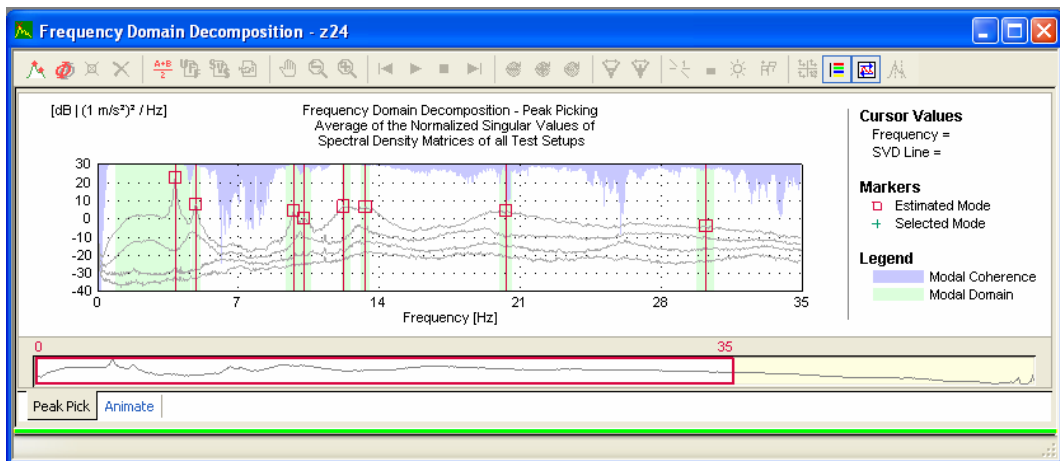 Frequency Domain Decomposition - z24
[dB | (1 m/s²)² / Hz]
Frequency Domain Decomposition - Peak Picking
Average of the Normalized Singular Values of
Spectral Density Matrices of all Test Setups
30
20
10
0
-10
-20
-30
-40
0 7 14 21 28 35
Frequency [Hz]
Cursor Values
Frequency =
SVD Line =
Markers
Estimated Mode
Selected Mode
Legend
Modal Coherence
Modal Domain
0 35
Peak Pick Animate